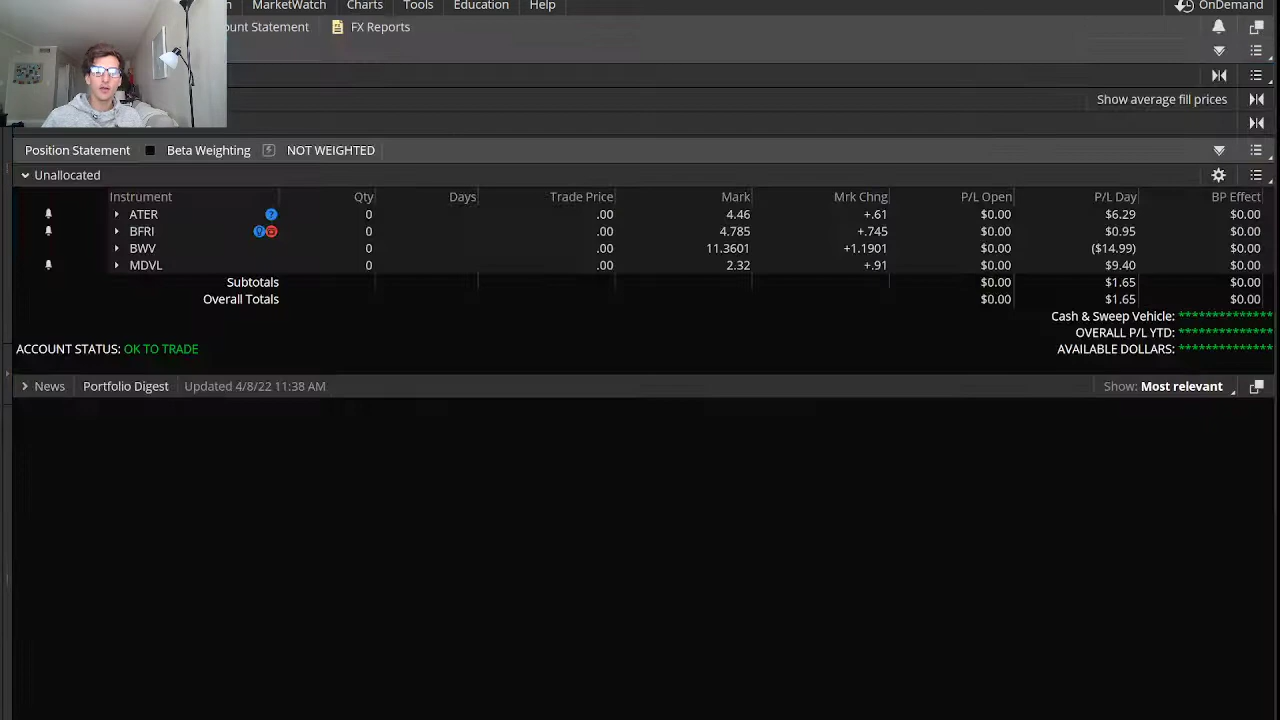 MarketWatch Charts Tools Education Help OnDemand
ount Statement FX Reports
Show average fill prices
Position Statement Beta Weighting NOT WEIGHTED
Unallocated
Instrument Qty Days Trade Price Mark Mrk Chng P/L Open P/L Day BP Effect
ATER ? 0 .00 4.46 +.61 $0.00 $6.29 $0.00
BFRI 0 .00 4.785 +.745 $0.00 $0.95 $0.00
BWV 0 .00 11.3601 +1.1901 $0.00 ($14.99) $0.00
MDVL 0 .00 2.32 +.91 $0.00 $9.40 $0.00
Subtotals $0.00 $1.65 $0.00
Overall Totals $0.00 $1.65 $0.00
Cash & Sweep Vehicle: **************
OVERALL P/L YTD: **************
ACCOUNT STATUS: OK TO TRADE AVAILABLE DOLLARS: **************
News Portfolio Digest Updated 4/8/22 11:38 AM Show: Most relevant